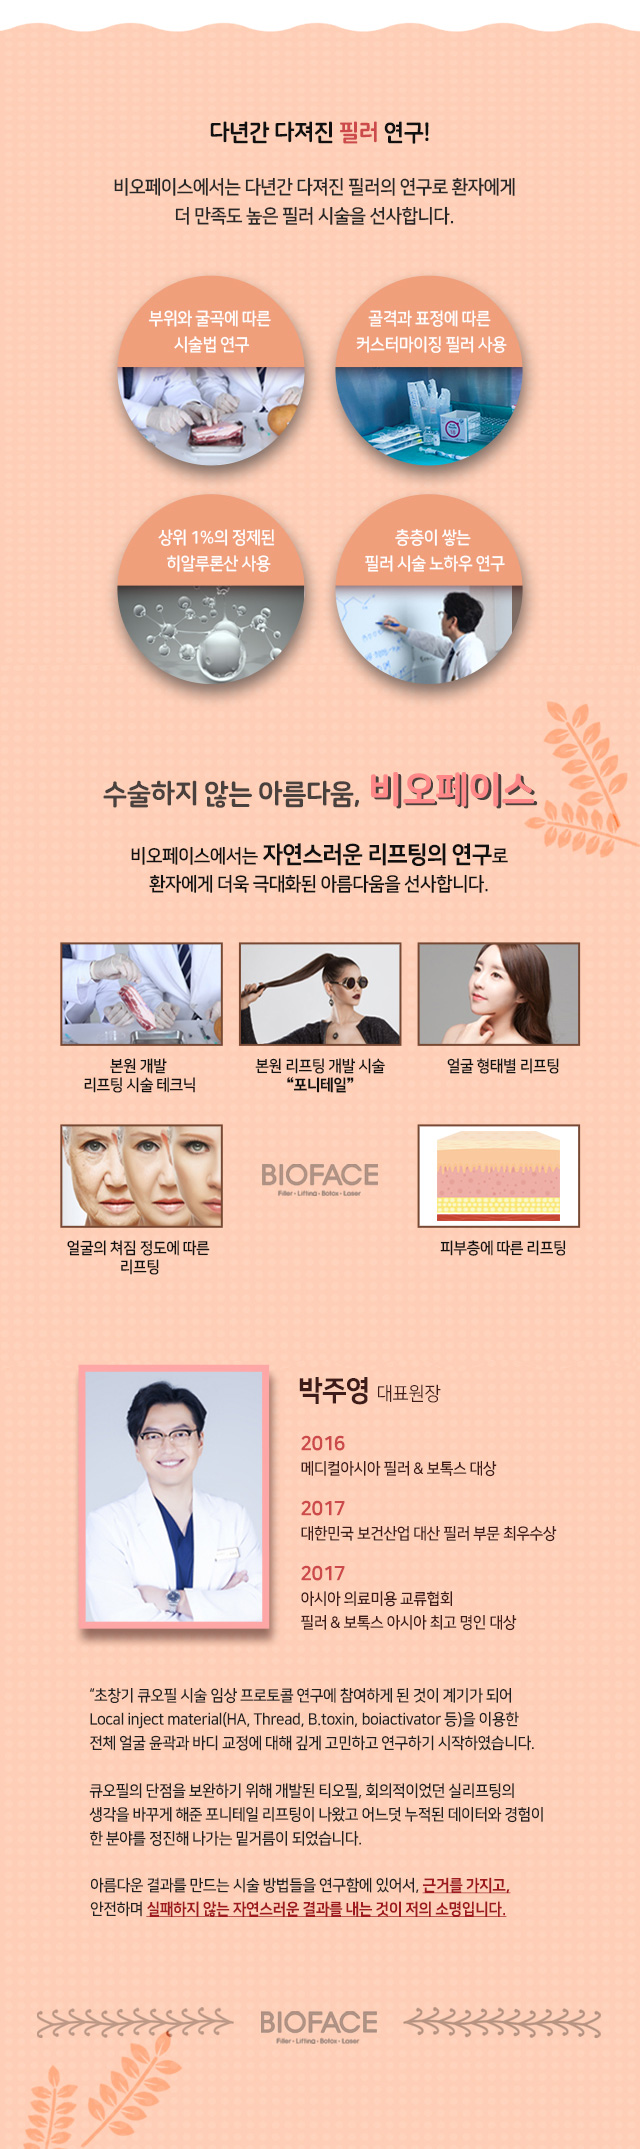 다년간 다져진 필러 연구!
비오페이스에서는 다년간 다져진 필러의 연구로 환자에게
더 만족도 높은 필러 시술을 선사합니다.
부위와 굴곡에 따른
시술법 연구
골격과 표정에 따른
커스터마이징 필러 사용
상위 1%의 정제된
히알루론산 사용
층층이 쌓는
필러 시술 노하우 연구
수술하지 않는 아름다움, 비오페이스
비오페이스에서는 자연스러운 리프팅의 연구로
환자에게 더욱 극대화된 아름다움을 선사합니다.
본원 개발
리프팅 시술 테크닉
본원 리프팅 개발 시술
“포니테일”
얼굴 형태별 리프팅
얼굴의 쳐짐 정도에 따른
리프팅
BIOFACE
Filler · Lifting · Botox · Laser
피부층에 따른 리프팅
박주영 대표원장
2016
메디컬아시아 필러 & 보톡스 대상
2017
대한민국 보건산업 대산 필러 부문 최우수상
2017
아시아 의료미용 교류협회
필러 & 보톡스 아시아 최고 명인 대상
“초창기 큐오필 시술 임상 프로토콜 연구에 참여하게 된 것이 계기가 되어
Local inject material(HA, Thread, B.toxin, boiactivator 등)을 이용한
전체 얼굴 윤곽과 바디 교정에 대해 깊게 고민하고 연구하기 시작하였습니다.
큐오필의 단점을 보완하기 위해 개발된 티오필, 회의적이었던 실리프팅의
생각을 바꾸게 해준 포니테일 리프팅이 나왔고 어느덧 누적된 데이터와 경험이
한 분야를 정진해 나가는 밑거름이 되었습니다.
아름다운 결과를 만드는 시술 방법들을 연구함에 있어서, 근거를 가지고,
안전하며 실패하지 않는 자연스러운 결과를 내는 것이 저의 소명입니다.
BIOFACE
Filler · Lifting · Botox · Laser